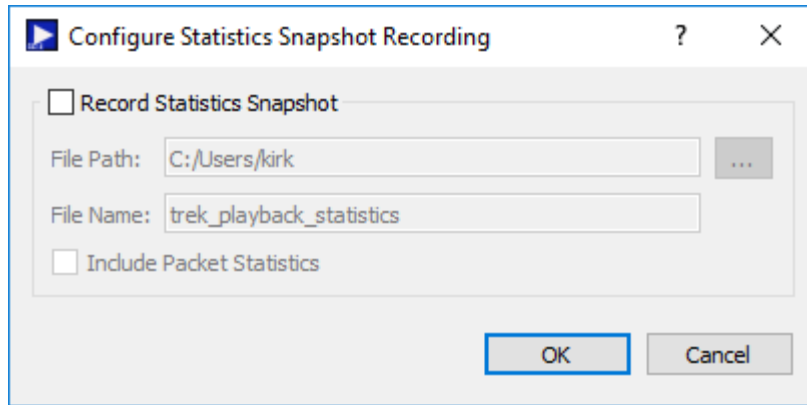 Configure Statistics Snapshot Recording ?
Record Statistics Snapshot
File Path: C:/Users/kirk ...
File Name: trek_playback_statistics
Include Packet Statistics
OK Cancel